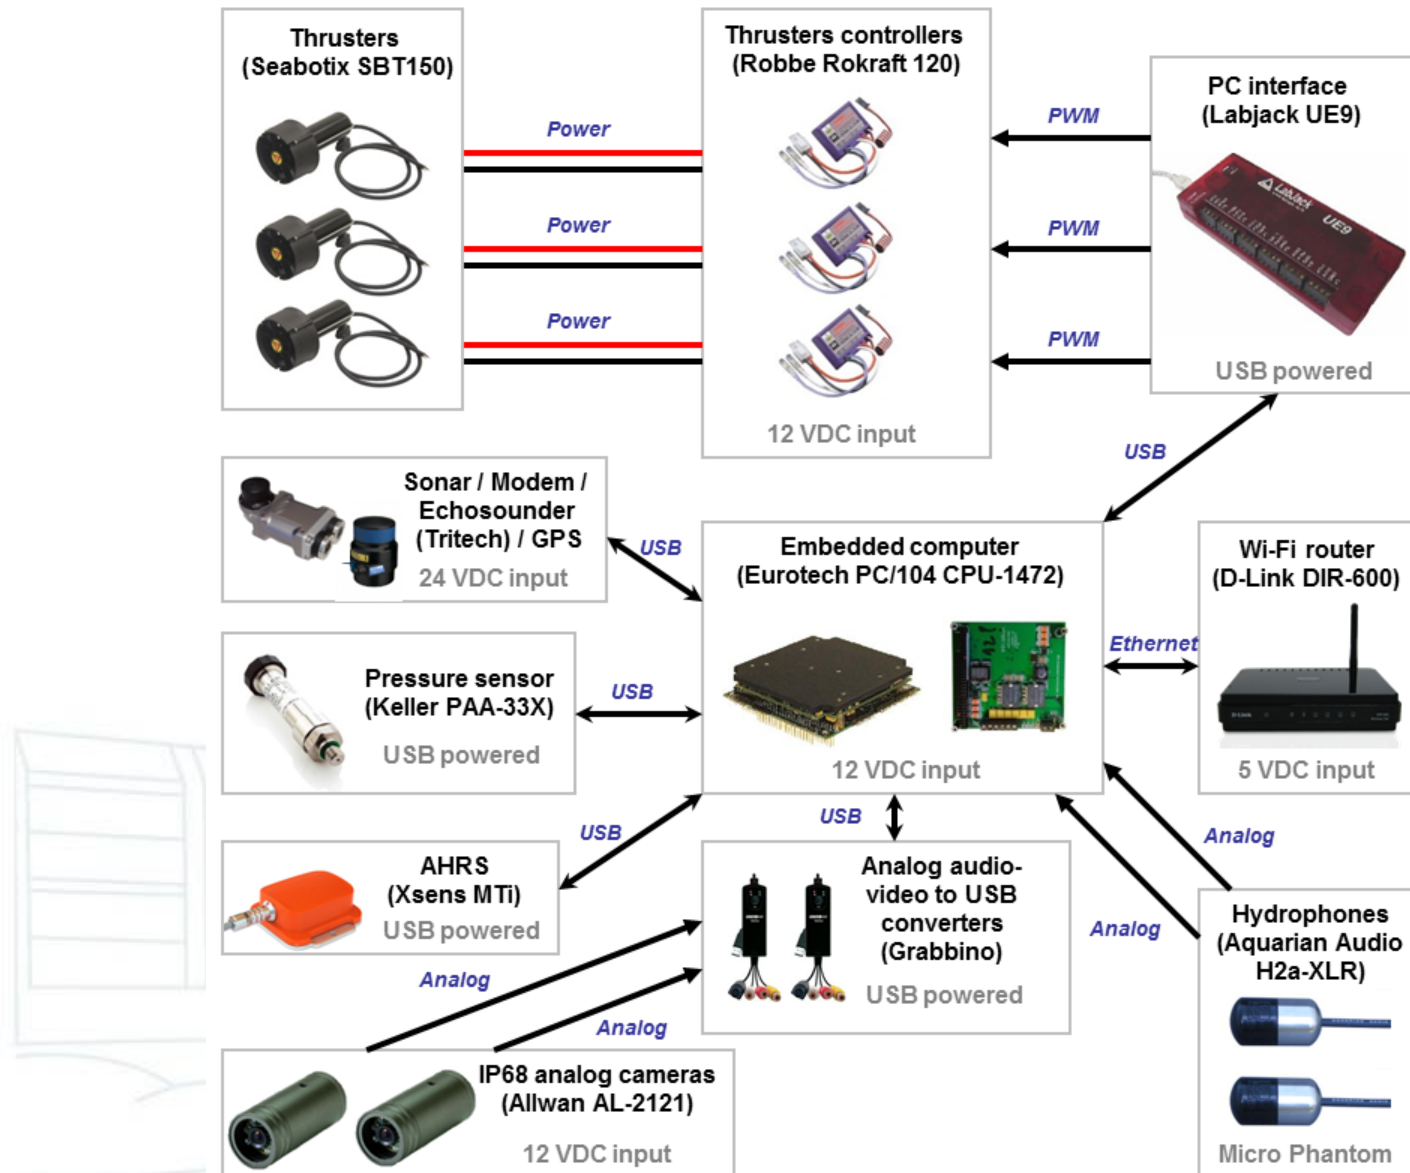 Thrusters
(Seabotix SBT150)
Power
Power
Power
Thrusters controllers
(Robbe Rokraft 120)
12 VDC input
PWM
PWM
PWM
PC interface
(Labjack UE9)
LabJack
UE9
USB powered
USB
Sonar / Modem /
Echosounder
(Tritech) / GPS
24 VDC input
USB
Embedded computer
(Eurotech PC/104 CPU-1472)
12 VDC input
Ethernet
Wi-Fi router
(D-Link DIR-600)
D-Link
5 VDC input
Pressure sensor
(Keller PAA-33X)
USB powered
USB
AHRS
(Xsens MTi)
USB powered
USB
USB
Analog audio-
video to USB
converters
(Grabbino)
USB powered
Analog
Analog
Analog
Analog
Hydrophones
(Aquarian Audio
H2a-XLR)
Micro Phantom
IP68 analog cameras
(Allwan AL-2121)
12 VDC input